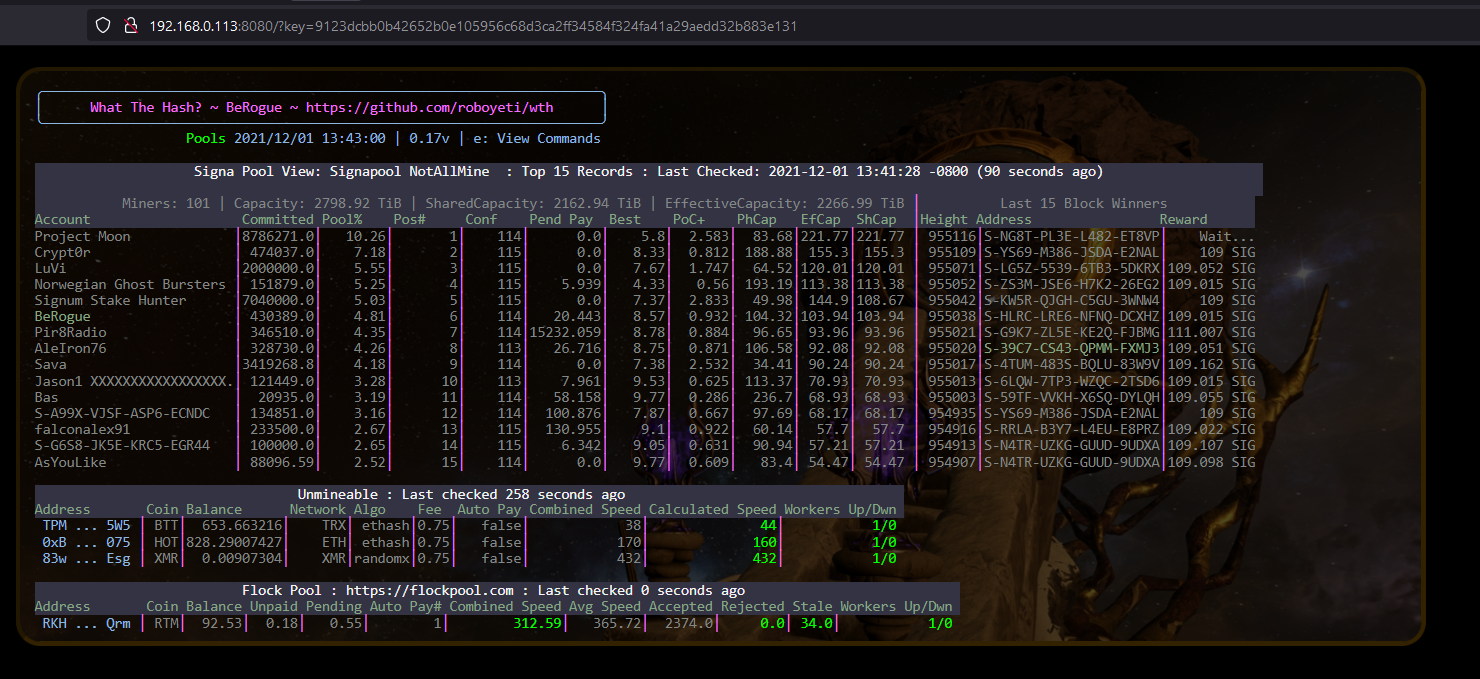 192.168.0.113:8080/?key=9123dcbb0b42652b0e105956c68d3ca2ff34584f324fa41a29aedd32b883e131
What The Hash? ~ BeRogue ~ https://github.com/roboyeti/wth
Pools 2021/12/01 13:43:00 | 0.17v | e: View Commands
Signa Pool View: Signapool NotAllMine : Top 15 Records : Last Checked: 2021-12-01 13:41:28 -0800 (90 seconds ago)
Miners: 101 | Capacity: 2798.92 TiB | SharedCapacity: 2162.94 TiB | EffectiveCapacity: 2266.99 TiB | Last 15 Block Winners
Account Committed Pool% Pos# Conf Pend Pay Best PoC+ PhCap EfCap ShCap |Height Address Reward
Project Moon |8786271.0| 10.26| 1| 114| 0.0| 5.8| 2.583| 83.68|221.77|221.77 | 955116|S-NG8T-PL3E-L482-ET8VP| Wait...
Crypt0r | 474037.0| 7.18| 2| 115| 0.0| 8.33| 0.812| 188.88| 155.3| 155.3 | 955109|S-YS69-M386-JSDA-E2NAL| 109 SIG
LuVi |2000000.0| 5.55| 3| 115| 0.0| 7.67| 1.747| 64.52|120.01|120.01 | 955071|S-LG5Z-5539-6TB3-5DKRX|109.052 SIG
Norwegian Ghost Bursters | 151879.0| 5.25| 4| 115| 5.939| 4.33| 0.56| 193.19|113.38|113.38 | 955052|S-ZS3M-JSE6-H7K2-26EG2|109.015 SIG
Signum Stake Hunter |7040000.0| 5.03| 5| 115| 0.0| 7.37| 2.833| 49.98| 144.9|108.67 | 955042|S-KW5R-QJGH-C5GU-3WNW4| 109 SIG
BeRogue | 430389.0| 4.81| 6| 114| 20.443| 8.57| 0.932| 104.32|103.94|103.94 | 955038|S-HLRC-LRE6-NFNQ-DCXHZ|109.015 SIG
Pir8Radio | 346510.0| 4.35| 7| 114|15232.059| 8.78| 0.884| 96.65| 93.96| 93.96 | 955021|S-G9K7-ZL5E-KE2Q-FJBMG|111.007 SIG
AleIron76 | 328730.0| 4.26| 8| 113| 26.716| 8.75| 0.871| 106.58| 92.08| 92.08 | 955020|S-39C7-CS43-QPMM-FXMJ3|109.051 SIG
Sava |3419268.8| 4.18| 9| 114| 0.0| 7.38| 2.532| 34.41| 90.24| 90.24 | 955017|S-4TUM-483S-BQLU-83W9V|109.162 SIG
Jason1 XXXXXXXXXXXXXXXXX.| 121449.0| 3.28| 10| 113| 7.961| 9.53| 0.625| 113.37| 70.93| 70.93 | 955013|S-6LQW-7TP3-WZQC-2TSD6|109.015 SIG
Bas | 20935.0| 3.19| 11| 114| 58.158| 9.77| 0.286| 236.7| 68.93| 68.93 | 955003|S-59TF-VVKH-X6SQ-DYLQH|109.055 SIG
S-A99X-VJSF-ASP6-ECNDC | 134851.0| 3.16| 12| 114| 100.876| 7.87| 0.667| 97.69| 68.17| 68.17 | 954935|S-YS69-M386-JSDA-E2NAL| 109 SIG
falconalex91 | 233500.0| 2.67| 13| 115| 130.955| 9.1| 0.922| 60.14| 57.7| 57.7 | 954916|S-RRLA-B3Y7-L4EU-E8PRZ|109.022 SIG
S-G6S8-JK5E-KRC5-EGR44 | 100000.0| 2.65| 14| 115| 6.342| 9.05| 0.631| 90.94| 57.21| 57.21 | 954913|S-N4TR-UZKG-GUUD-9UDXA|109.107 SIG
AsYouLike | 88096.59| 2.52| 15| 114| 0.0| 9.77| 0.609| 83.4| 54.47| 54.47 | 954907|S-N4TR-UZKG-GUUD-9UDXA|109.098 SIG
Unmineable : Last checked 258 seconds ago
Address Coin Balance Network Algo Fee Auto Pay Combined Speed Calculated Speed Workers Up/Dwn
TPM ... 5W5 | BTT| 653.663216| TRX| ethash|0.75| false| 38| 44| 1/0
0xB ... 075 | HOT|828.29007427| ETH| ethash|0.75| false| 170| 160| 1/0
83w ... Esg | XMR| 0.00907304| XMR|randomx|0.75| false| 432| 432| 1/0
Flock Pool : https://flockpool.com : Last checked 0 seconds ago
Address Coin Balance Unpaid Pending Auto Pay# Combined Speed Avg Speed Accepted Rejected Stale Workers Up/Dwn
RKH ... Qrm | RTM| 92.53| 0.18| 0.55| 1| 312.59| 365.72| 2374.0| 0.0| 34.0| 1/0